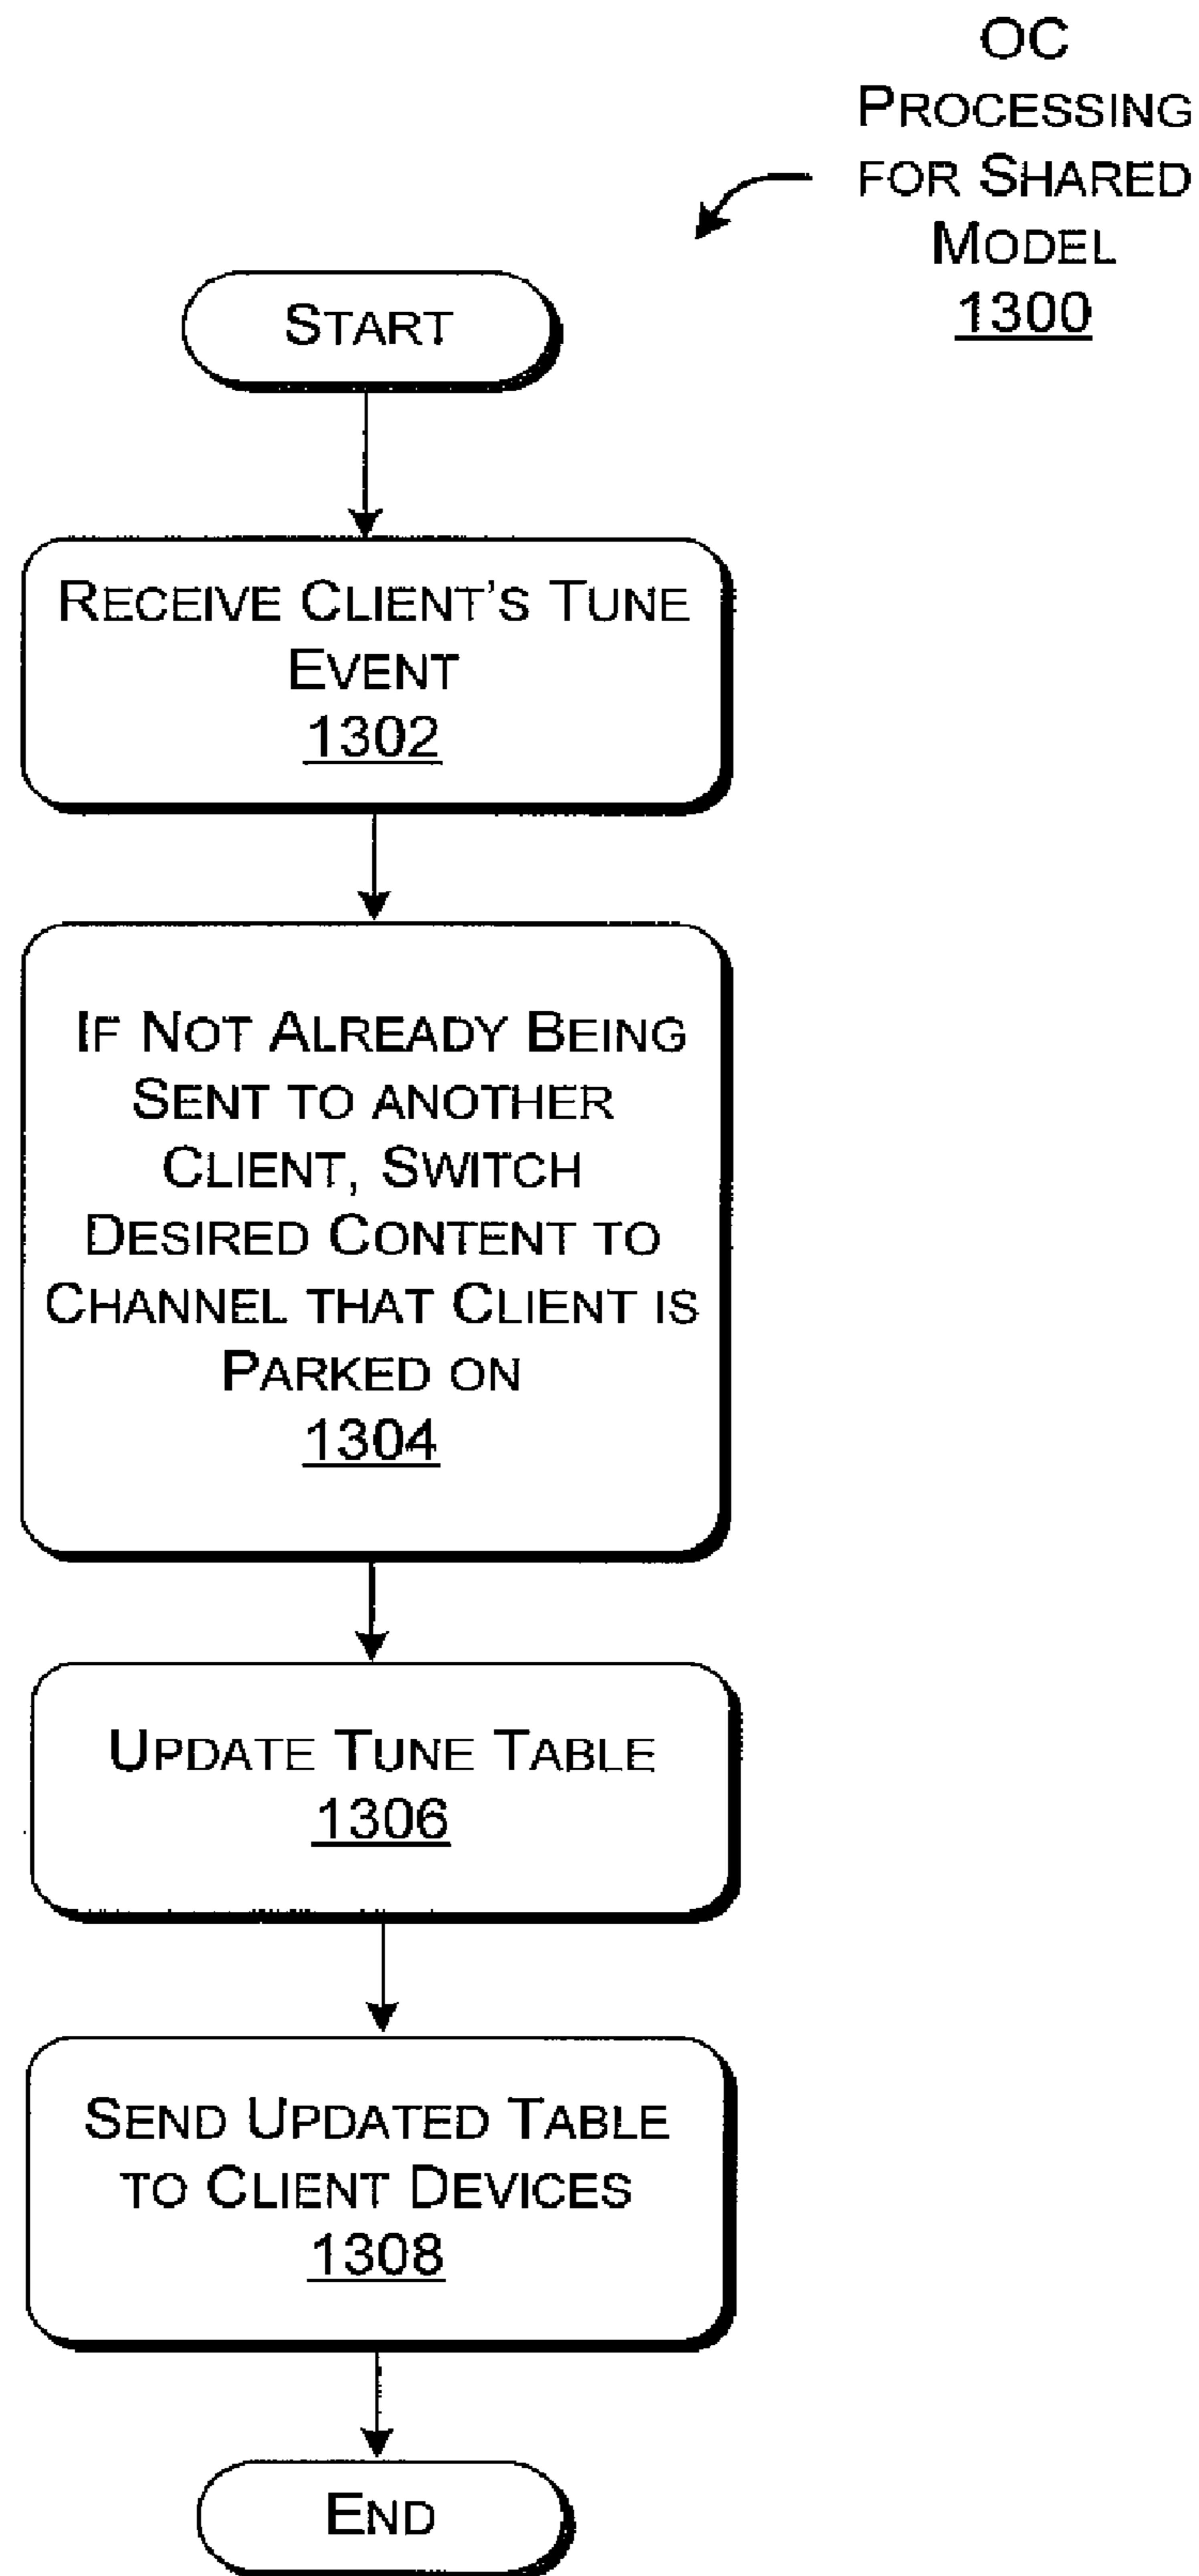 OC
PROCESSING
FOR SHARED
MODEL
1300
START
RECEIVE CLIENT'S TUNE
EVENT
1302
IF NOT ALREADY BEING
SENT TO ANOTHER
CLIENT, SWITCH
DESIRED CONTENT TO
CHANNEL THAT CLIENT IS
PARKED ON
1304
UPDATE TUNE TABLE
1306
SEND UPDATED TABLE
TO CLIENT DEVICES
1308
END